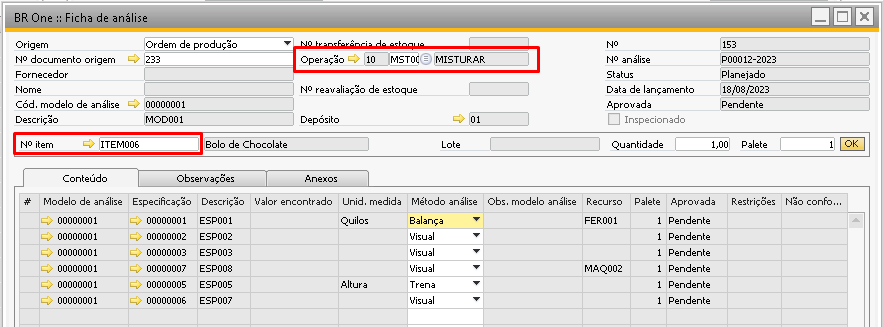 BR One :: Ficha de análise
Origem Ordem de produção Nº transferência de estoque Nº 153
Nº documento origem 233 Operação 10 MST00 MISTURAR Nº análise P00012-2023
Fornecedor Status Planejado
Nome Nº reavaliação de estoque Data de lançamento 18/08/2023
Cód. modelo de análise 00000001 Aprovada Pendente
Descrição MOD001 Depósito 01 Inspecionado
Nº item ITEM006 Bolo de Chocolate Lote Quantidade 1,00 Palete 1 OK
Conteúdo Observações Anexos
# Modelo de análise Especificação Descrição Valor encontrado Unid. medida Método análise Obs. modelo análise Recurso Palete Aprovada Restrições Não confo...
00000001 00000001 ESP001 Quilos Balança FER001 1 Pendente
00000001 00000002 ESP002 Visual 1 Pendente
00000001 00000003 ESP003 Visual 1 Pendente
00000001 00000007 ESP008 Visual MAQ002 1 Pendente
00000001 00000005 ESP005 Altura Trena 1 Pendente
00000001 00000006 ESP007 Visual 1 Pendente